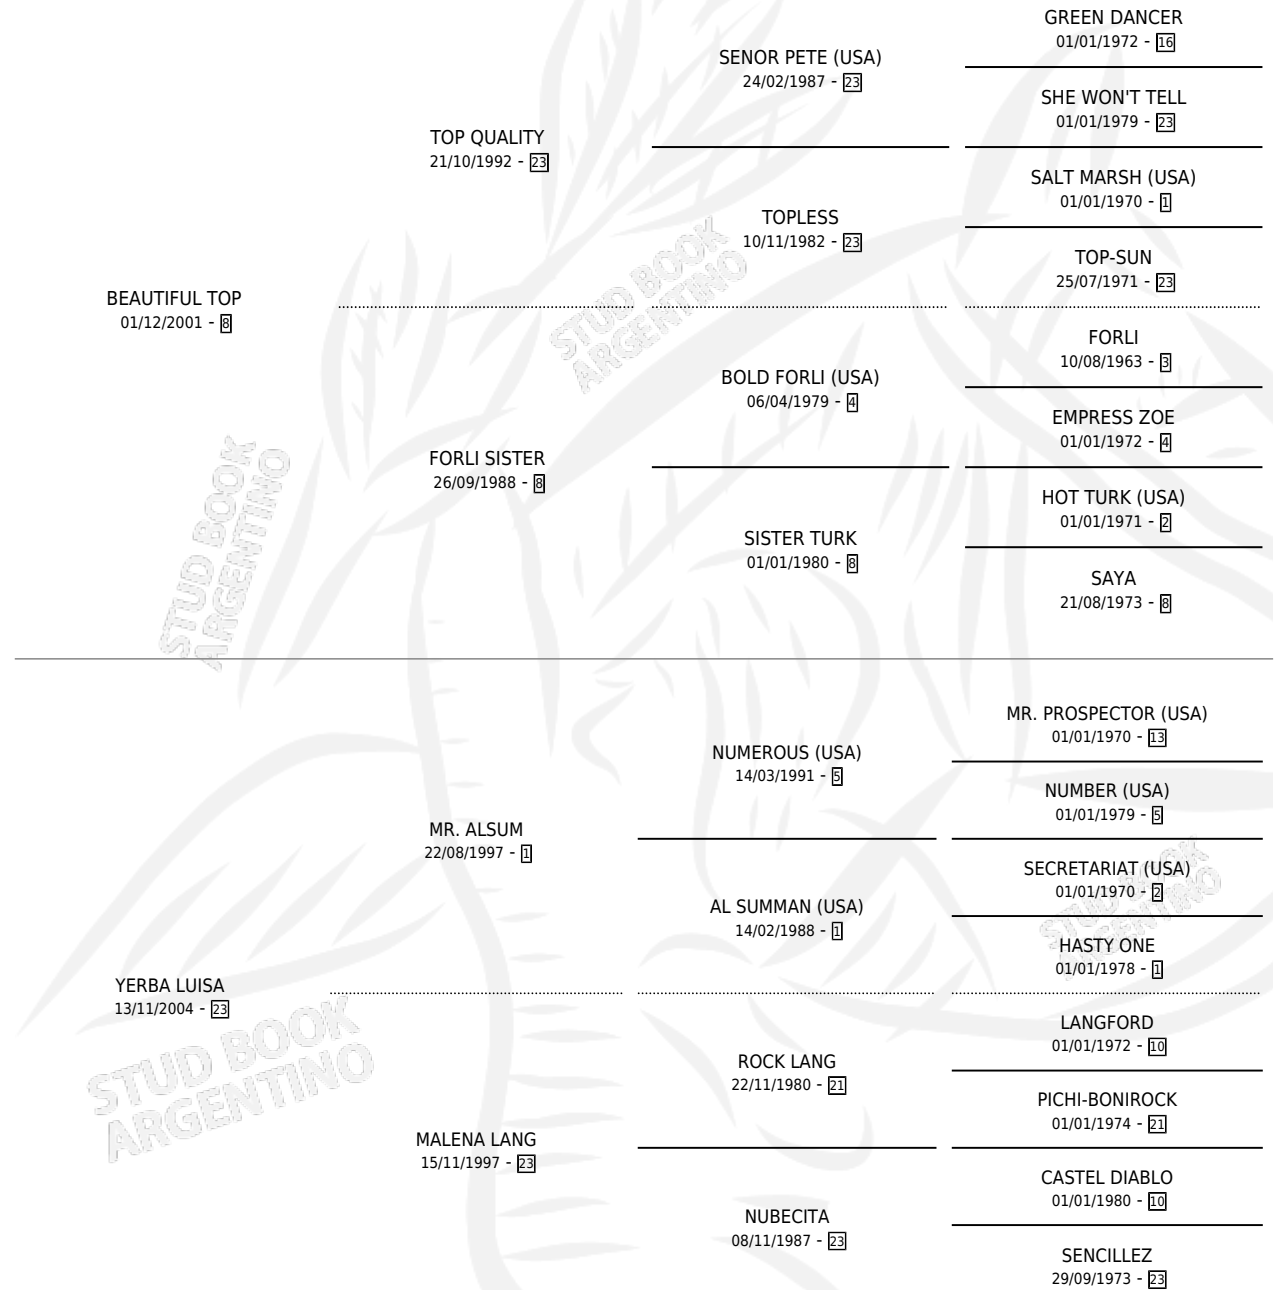 GREEN DANCER
01/01/1972 - 16
SENOR PETE (USA)
24/02/1987 - 23
SHE WON'T TELL
01/01/1979 - 23
TOP QUALITY
21/10/1992 - 23
SALT MARSH (USA)
01/01/1970 - 1
TOPLESS
10/11/1982 - 23
TOP-SUN
25/07/1971 - 23
BEAUTIFUL TOP
01/12/2001 - 8
STUD BOOK
ARGENTINO
FORLI
10/08/1963 - 3
BOLD FORLI (USA)
06/04/1979 - 4
EMPRESS ZOE
01/01/1972 - 4
FORLI SISTER
26/09/1988 - 8
HOT TURK (USA)
01/01/1971 - 2
SISTER TURK
01/01/1980 - 8
SAYA
21/08/1973 - 8
STUD BOOK
ARGENTINO
MR. PROSPECTOR (USA)
01/01/1970 - 13
NUMEROUS (USA)
14/03/1991 - 5
NUMBER (USA)
01/01/1979 - 5
MR. ALSUM
22/08/1997 - 1
SECRETARIAT (USA)
01/01/1970 - 2
STUD BOOK
ARGENTINO
AL SUMMAN (USA)
14/02/1988 - 1
HASTY ONE
01/01/1978 - 1
YERBA LUISA
13/11/2004 - 23
STUD BOOK
ARGENTINO
LANGFORD
01/01/1972 - 10
ROCK LANG
22/11/1980 - 21
PICHI-BONIROCK
01/01/1974 - 21
MALENA LANG
15/11/1997 - 23
CASTEL DIABLO
01/01/1980 - 10
NUBECITA
08/11/1987 - 23
SENCILLEZ
29/09/1973 - 23